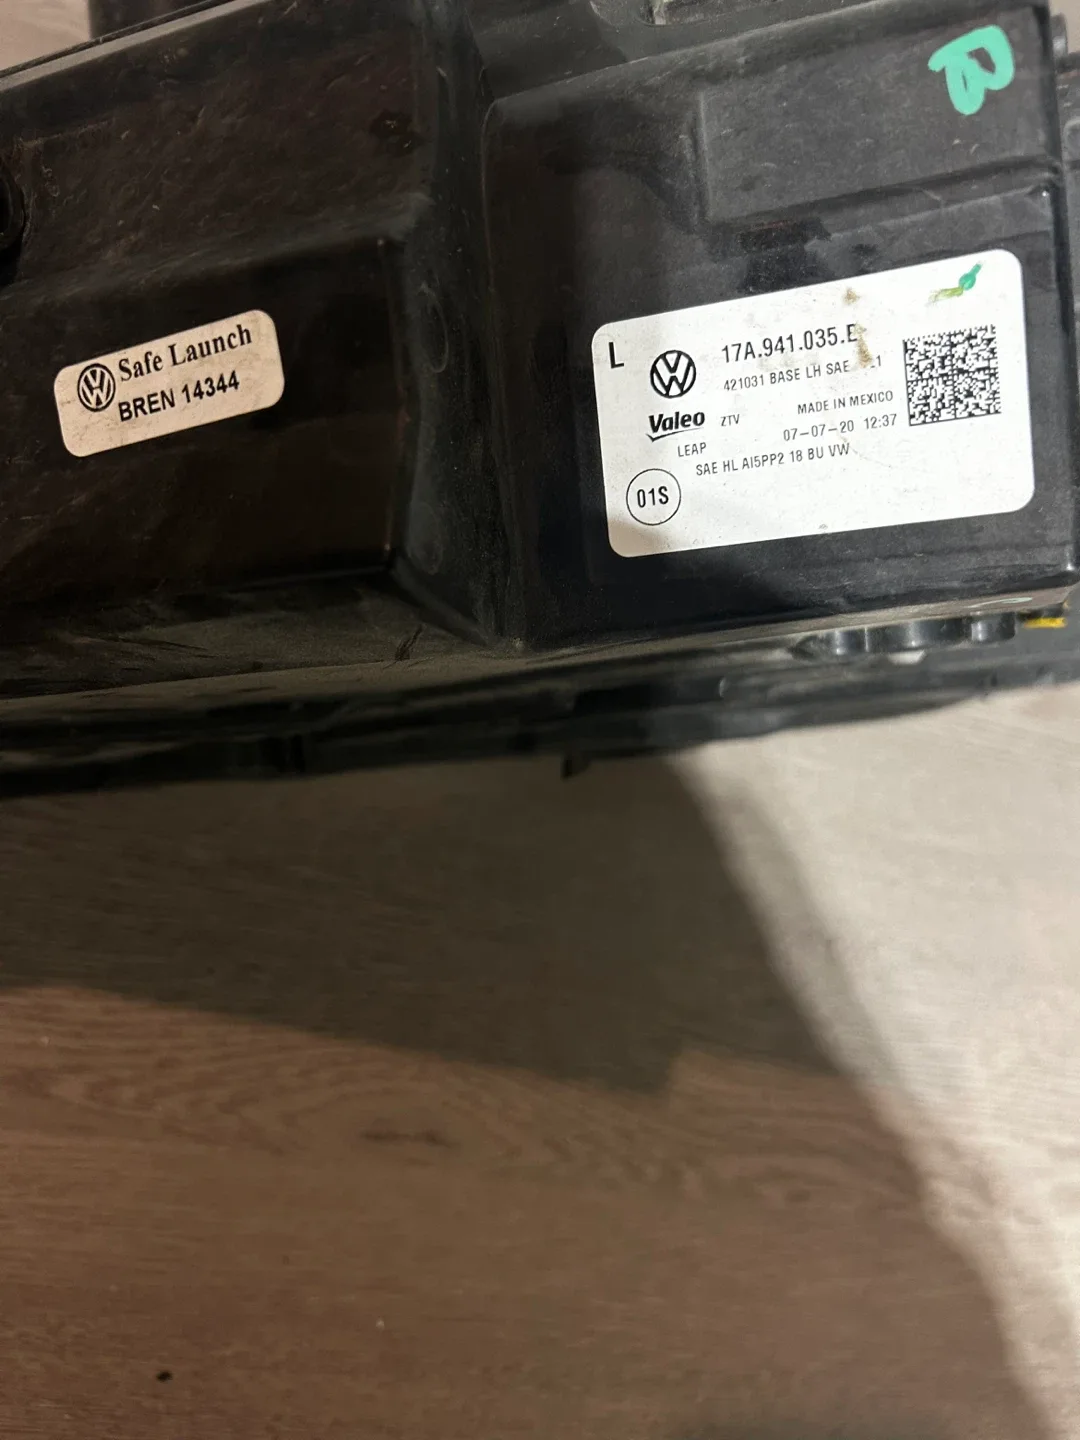 B
Safe Launch
BREN 14344
L
17A.941.035.E
421031 BASE LH SAE
Valeo
ZTV
MADE IN MEXICO
07-07-20 12:37
LEAP
SAE HL AI5PP2 18 BU VW
01S